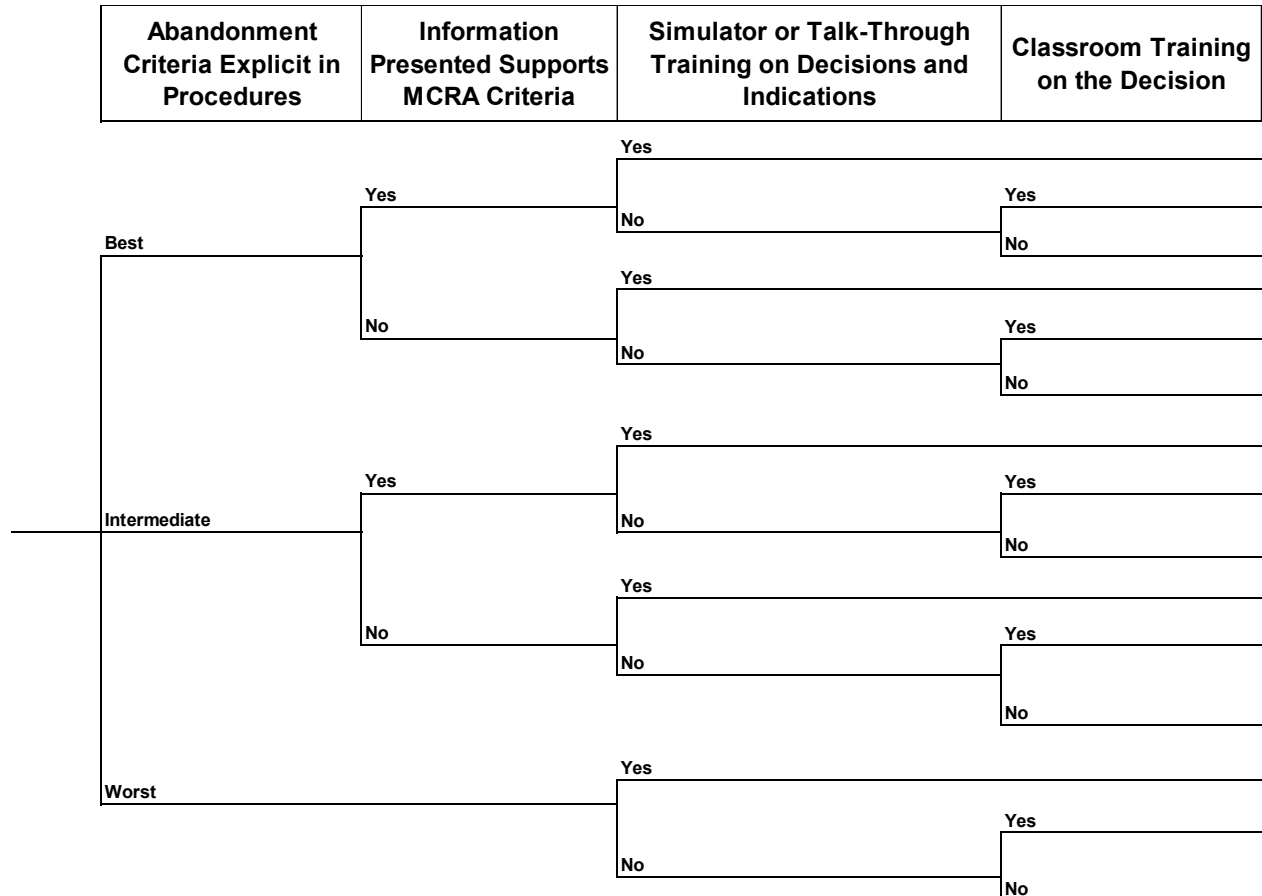 Abandonment
Criteria Explicit in
Procedures
Information
Presented Supports
MCRA Criteria
Simulator or Talk-Through
Training on Decisions and
Indications
Classroom Training
on the Decision
Yes
Yes
Yes
No
Best
No
Yes
No
Yes
No
No
Yes
Yes
Yes
Intermediate
No
No
Yes
No
Yes
No
No
Yes
Worst
Yes
No
No